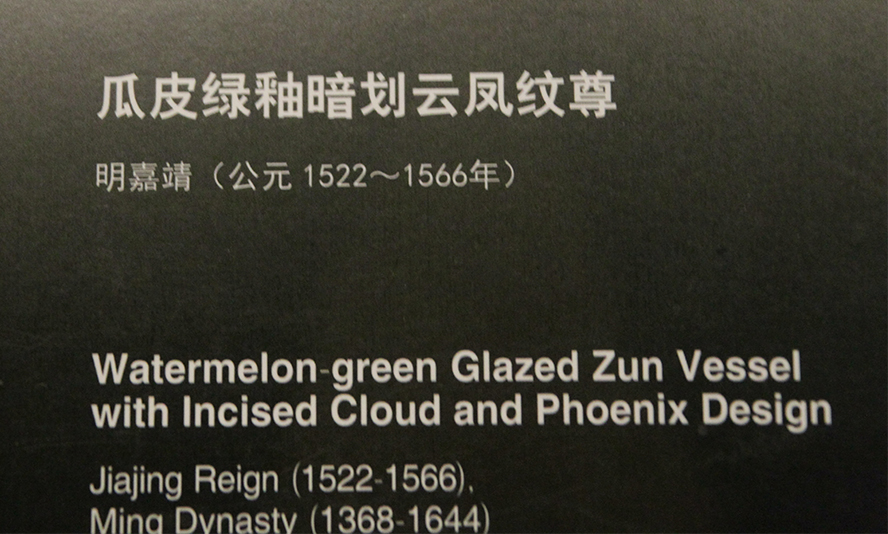 瓜皮绿釉暗划云凤纹尊
明嘉靖（公元 1522～1566年）
Watermelon-green Glazed Zun Vessel
with Incised Cloud and Phoenix Design
Jiajing Reign (1522-1566),
Ming Dynasty (1368-1644)